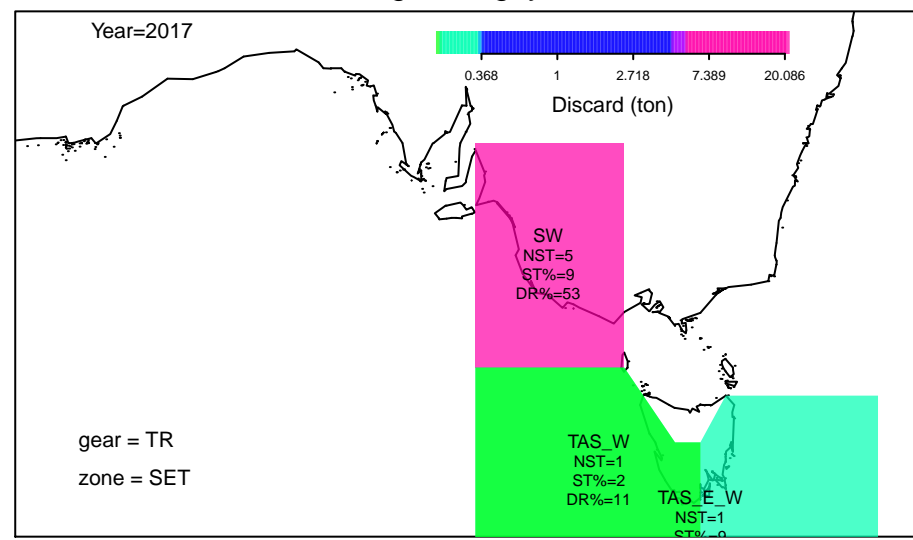 Year=2017
0.368 1 2.718 7.389 20.086
Discard (ton)
SW
NST=5
ST%=9
DR%=53
gear = TR
zone = SET
TAS_W
NST=1
ST%=2
DR%=11
TAS_E_W
NST=1